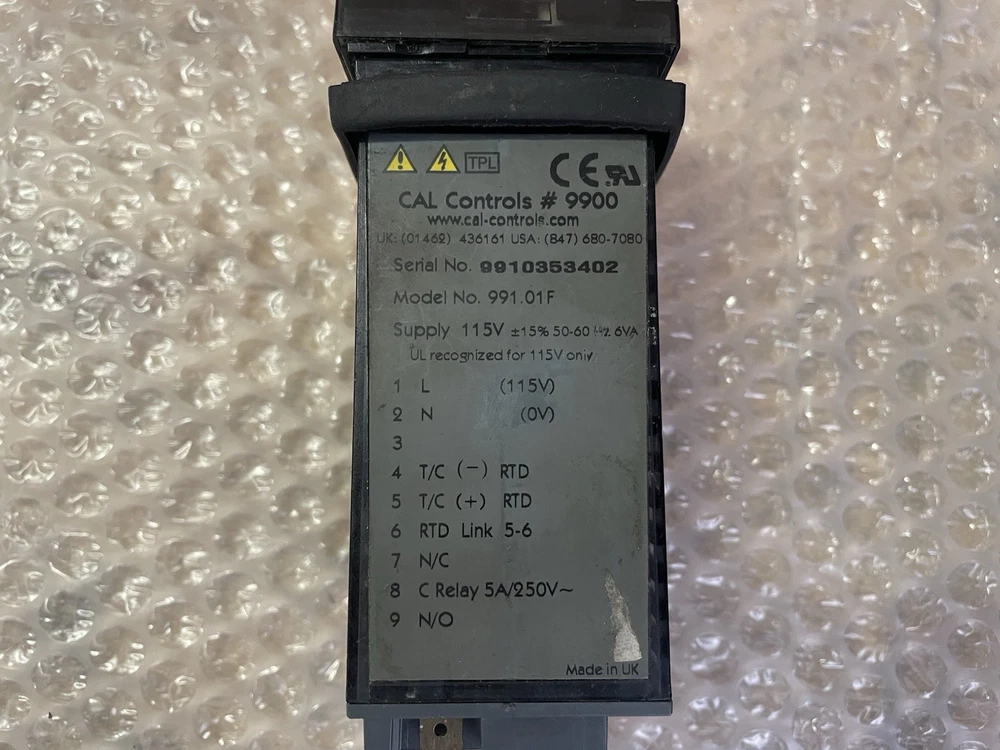 TPL CE
CAL Controls # 9900
www.cal-controls.com
UK: (01462) 436161 USA: (847) 680-7080
Serial No. 9910353402
Model No. 991.01F
Supply 115V ±15% 50-60 Hz 6VA
UL recognized for 115V only
1 L (115V)
2 N (0V)
3
4 T/C (−) RTD
5 T/C (+) RTD
6 RTD Link 5-6
7 N/C
8 C Relay 5A/250V~
9 N/O
Made in UK